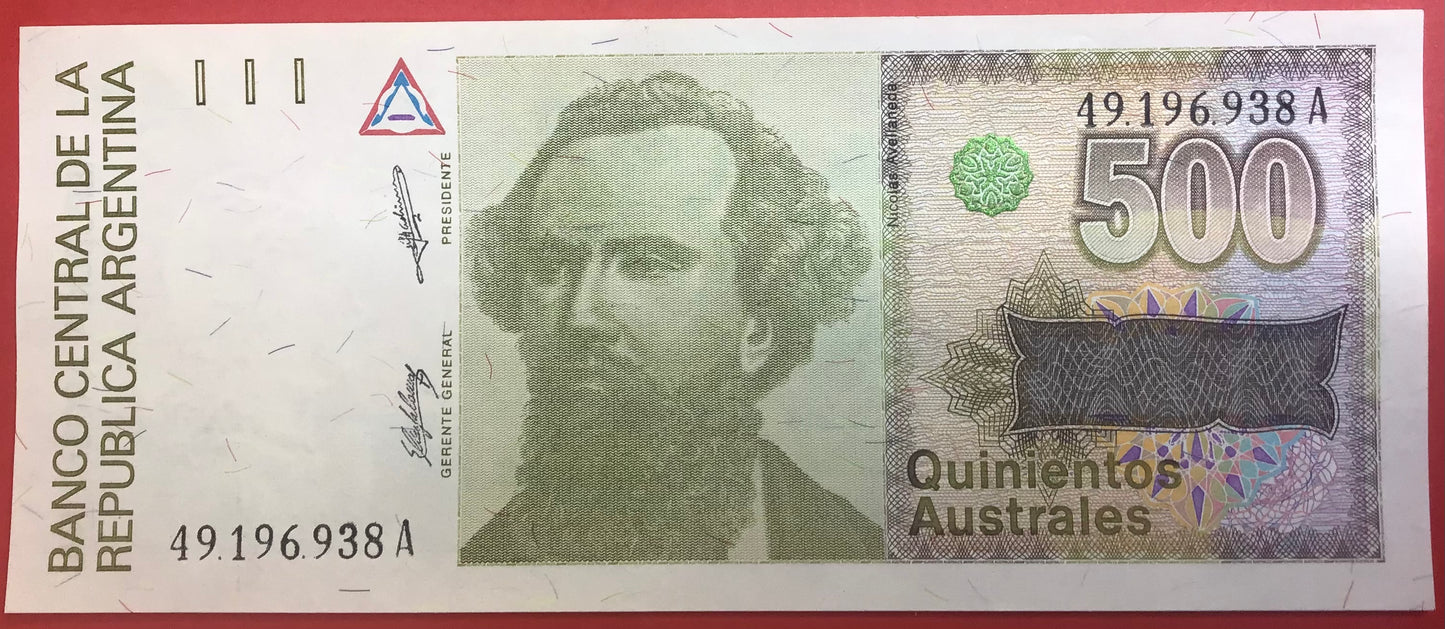 BANCO CENTRAL DE LA
REPUBLICA ARGENTINA
PRESIDENTE
GERENTE GENERAL
49.196.938 A
Nicolás Avellaneda
49.196.938 A
500
Quinientos
Australes